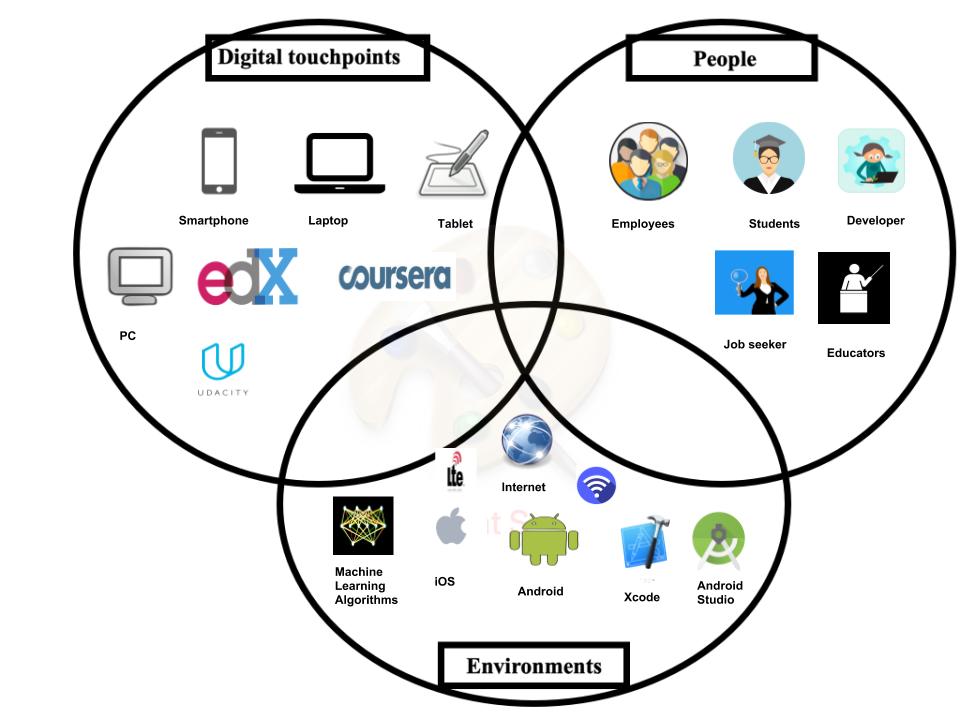 Digital touchpoints
People
Smartphone
Laptop
Tablet
Employees
Students
Developer
edX
coursera
PC
Job seeker
Educators
UDACITY
lte
Internet
t S
Machine
Learning
Algorithms
iOS
Android
Xcode
Android
Studio
Environments